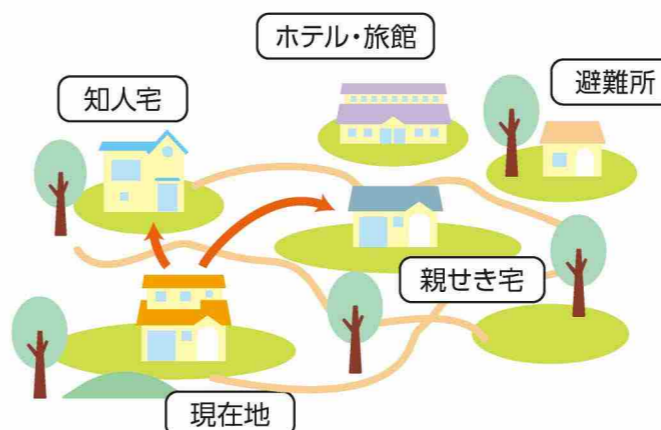 ホテル・旅館
知人宅
避難所
親せき宅
現在地